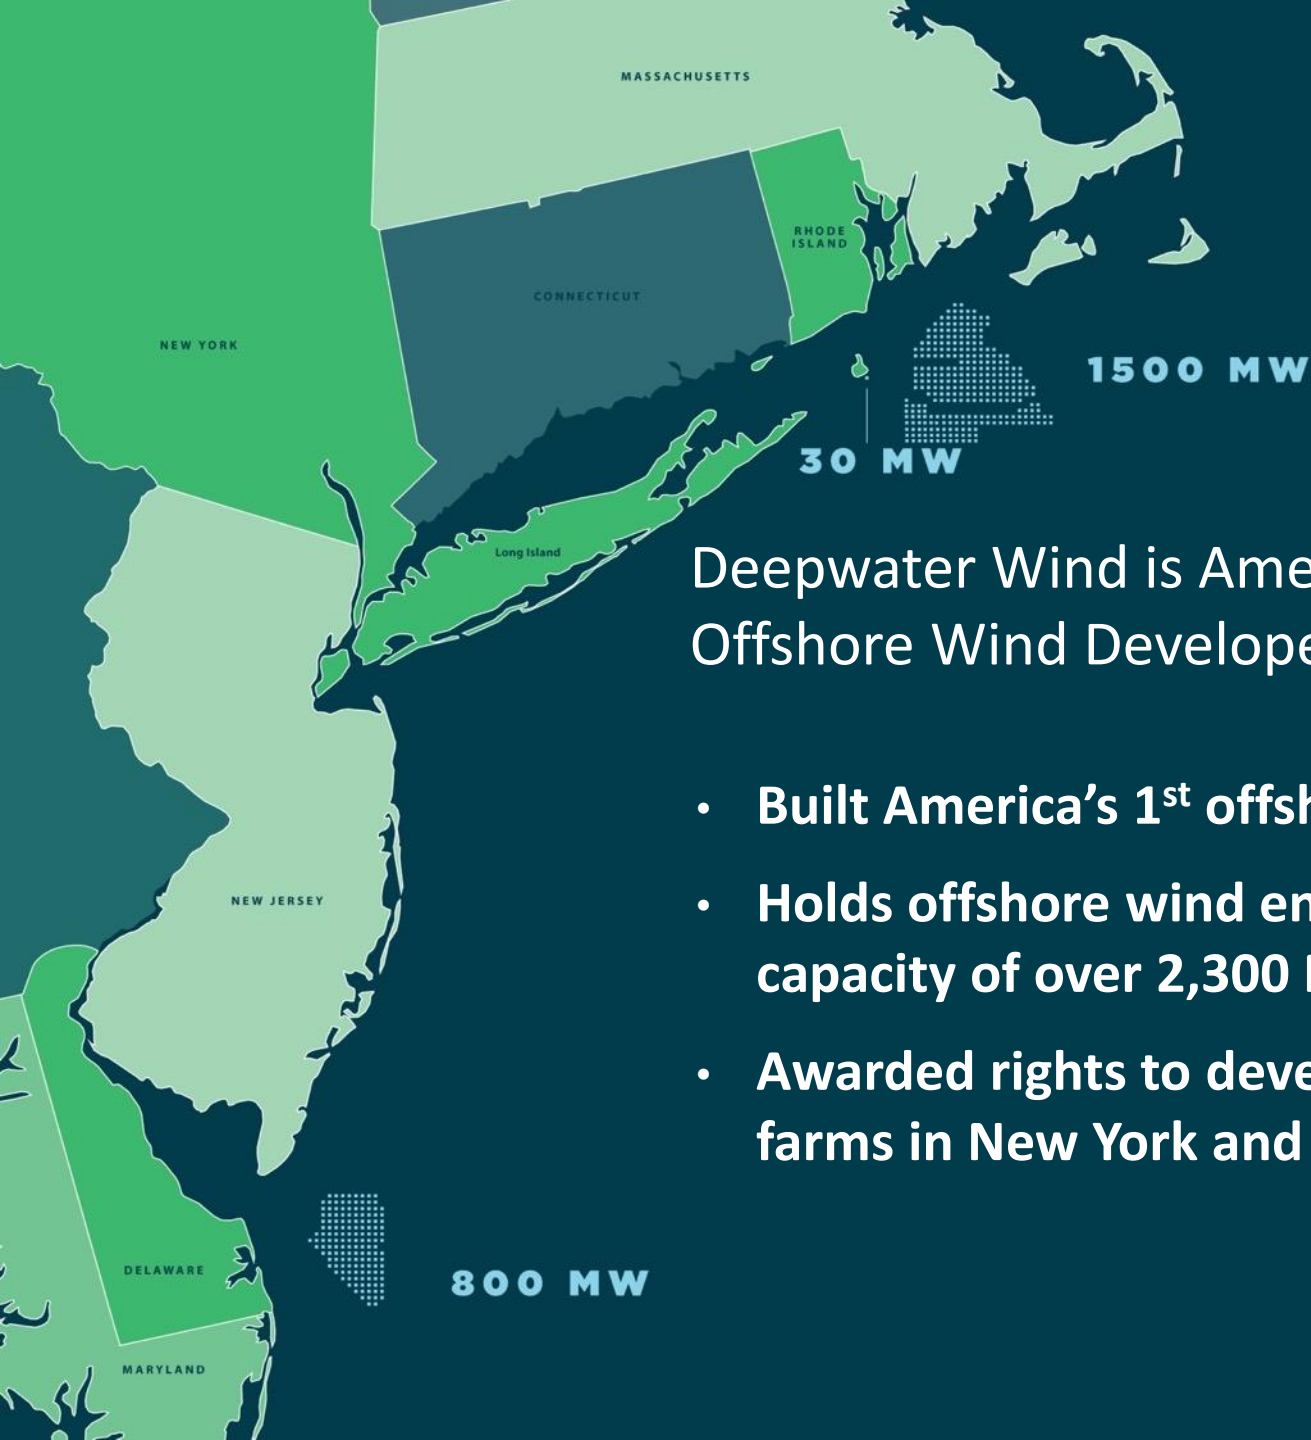 MASSACHUSETTS
RHODE
ISLAND
CONNECTICUT
NEW YORK
1500 MW
30 MW
Long Island
Deepwater Wind is Ame
Offshore Wind Develope
• Built America’s 1st offsh
NEW JERSEY
• Holds offshore wind en
capacity of over 2,300
• Awarded rights to deve
farms in New York and
DELAWARE
800 MW
MARYLAND